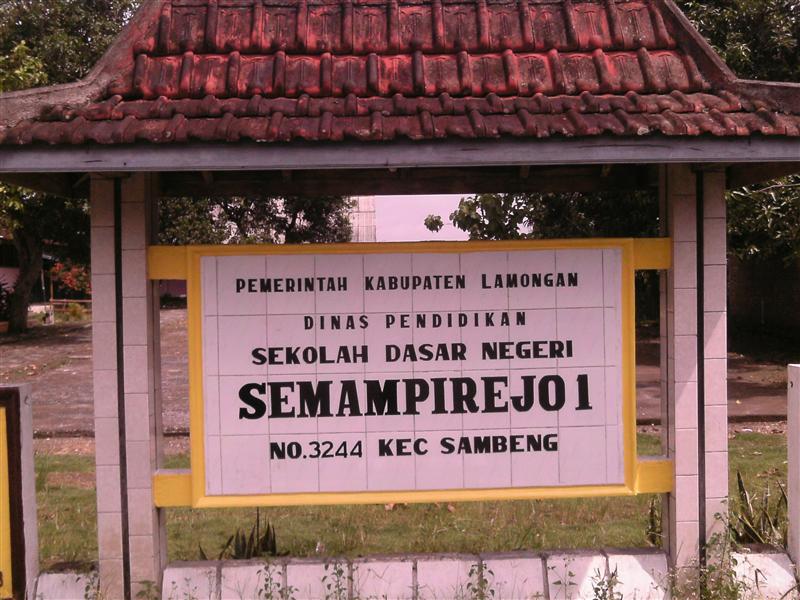 PEMERINTAH KABUPATEN LAMONGAN
DINAS PENDIDIKAN
SEKOLAH DASAR NEGERI
SEMAMPIREJO 1
NO.3244 KEC SAMBENG